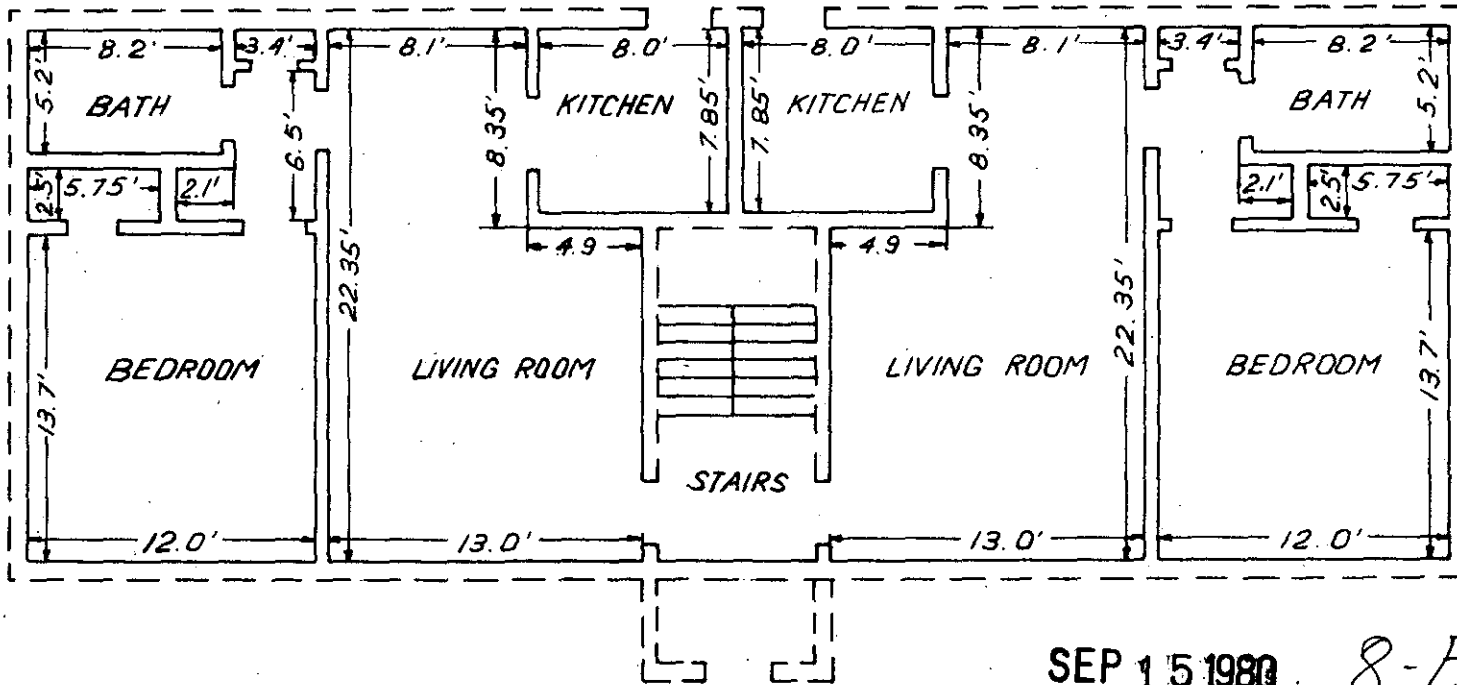 8.2' 3.4' 8.1' 8.0' 8.0' 8.1' 3.4' 8.2'
5.2' BATH 6.5' 8.35' KITCHEN 7.85' 7.85' KITCHEN 8.35' BATH 5.2'
2.5' 5.75' 2.1' 2.1' 2.5' 5.75'
4.9 4.9
22.35' 22.35'
13.7' BEDROOM LIVING ROOM LIVING ROOM BEDROOM 13.7'
STAIRS
12.0' 13.0' 13.0' 12.0'
SEP 15 1980 8-